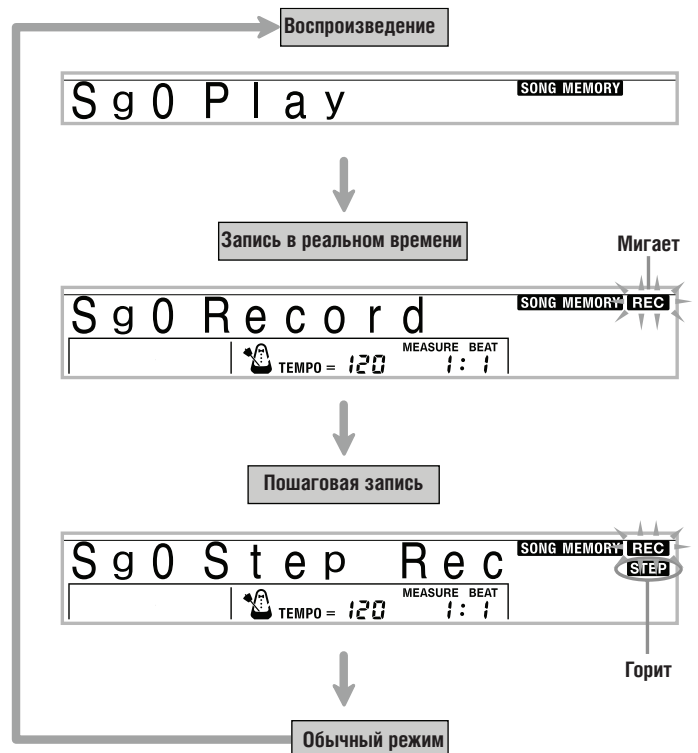 Воспроизведение
Sg0 Play SONG MEMORY
Запись в реальном времени
Мигает
Sg0 Record SONG MEMORY REC
TEMPO = 120 MEASURE BEAT 1:1
Пошаговая запись
Sg0 Step Rec SONG MEMORY REC
STEP
TEMPO = 120 MEASURE BEAT 1:1
Горит
Обычный режим